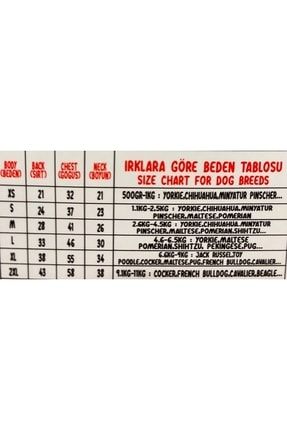 BODY (BEDEN) BACK (SIRT) CHEST (GOGUS) NECK (BOYUN) IRKLARA GÖRE BEDEN TABLOSU
SIZE CHART FOR DOG BREEDS
XS 21 32 21 500GR-1KG : YORKIE,CHIHUAHUA,MINYATUR PINSCHER...
S 24 37 23 1.1KG-2.5KG : YORKIE,CHIHUAHUA,MINYATUR
PINSCHER,MALTESE,POMERIAN
M 28 41 26 2.6KG-4.5KG : YORKIE,CHIHUAHUA,MINYATUR
PINSCHER,MALTESE,POMERIAN,SHIHTZU...
L 33 46 30 4.6-6.5KG : YORKIE,MALTESE
POMERIAN,SHIHTZU, PEKINGESE,PUG...
XL 38 55 34 6.6KG-9KG : JACK RUSSEL,TOY
POODLE,COCKER,MALTESE,PUG,FRENCH BULLDOG,CAVALIER...
2XL 43 58 38 9.1KG-11KG : COCKER,FRENCH BULLDOG,CAVALIER,BEAGLE...